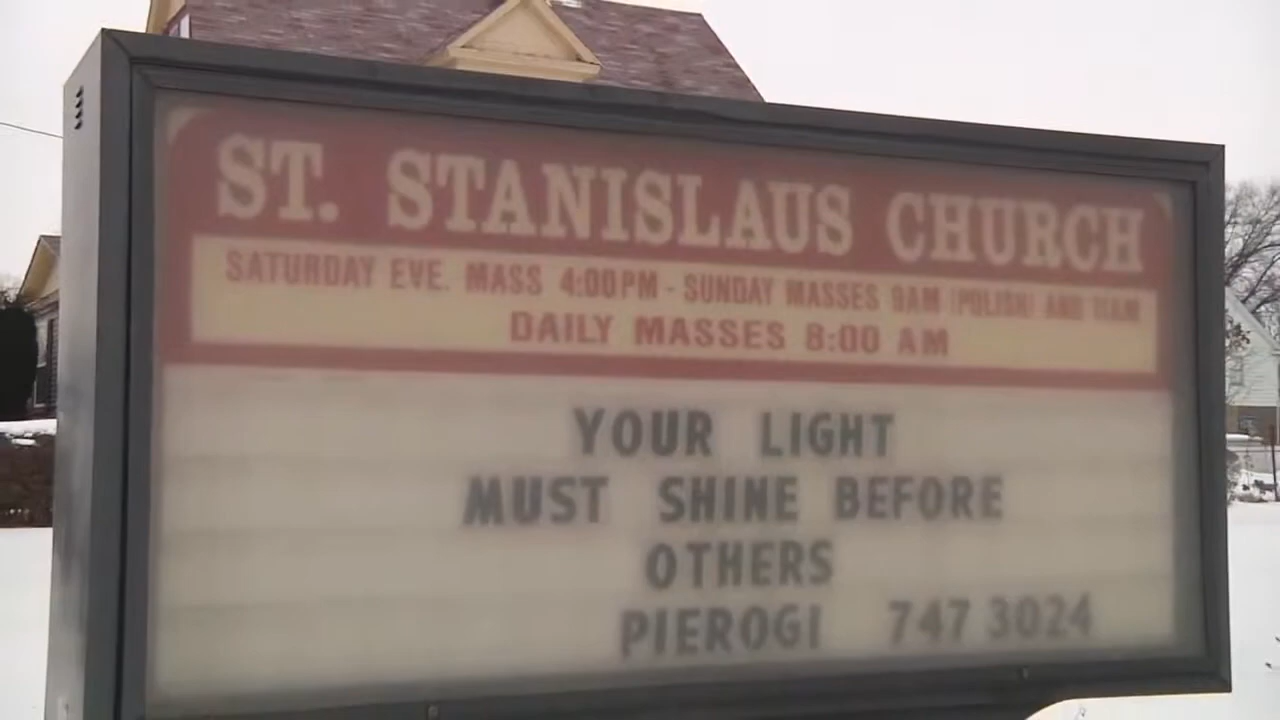 ST. STANISLAUS CHURCH
SATURDAY EVE. MASS 4:00PM - SUNDAY MASSES 9AM (POLISH) AND 11AM
DAILY MASSES 8:00 AM
YOUR LIGHT
MUST SHINE BEFORE
OTHERS
PIEROGI 747 3024